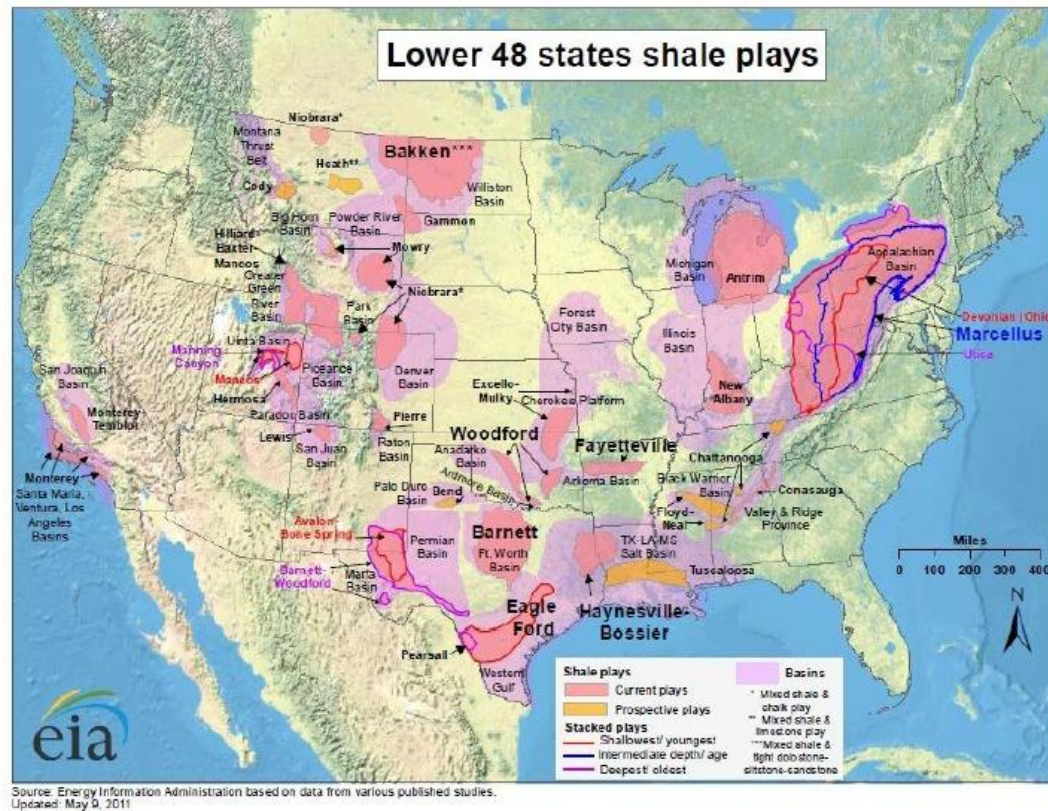 Lower 48 states shale plays
Niobrara*
Montana
Thrust
Belt
Bakken***
Heath**
Cody
Williston
Basin
Big Horn
Basin
Powder River
Basin
Gammon
Hilliard-
Baxter-
Mancos
Mowry
Greater
Green
River
Basin
Niobrara*
Park
Basin
Michigan
Basin
Antrim
Appalachian
Basin
Devonian (Ohio)
Marcellus
Utica
Forest
City Basin
Illinois
Basin
Uinta Basin
Manning
Canyon
Mancos
Piceance
Basin
Denver
Basin
Hermosa
Paradox Basin
San Joaquin
Basin
Monterey-
Temblor
Excello-
Mulky
Cherokee Platform
New
Albany
Pierre
Lewis
San Juan
Basin
Raton
Basin
Woodford
Anadarko
Basin
Fayetteville
Chattanooga
Monterey
Santa Maria,
Ventura, Los
Angeles
Basins
Palo Duro
Basin
Bend
Ardmore Basin
Arkoma Basin
Black Warrior
Basin
Conasauga
Floyd-
Neal
Valley & Ridge
Province
Avalon-
Bone Spring
Permian
Basin
Barnett
Ft. Worth
Basin
TX-LA-MS
Salt Basin
Tuscaloosa
Barnett-
Woodford
Marfa
Basin
Eagle
Ford
Haynesville-
Bossier
Pearsall
Western
Gulf
Miles
0 100 200 300 400
N
Shale plays
Current plays
Prospective plays
Stacked plays
Shallowest/ youngest
Intermediate depth/ age
Deepest/ oldest
Basins
* Mixed shale &
chalk play
** Mixed shale &
limestone play
***Mixed shale &
tight dolostone-
siltstone-sandstone
eia
Source: Energy Information Administration based on data from various published studies.
Updated: May 9, 2011